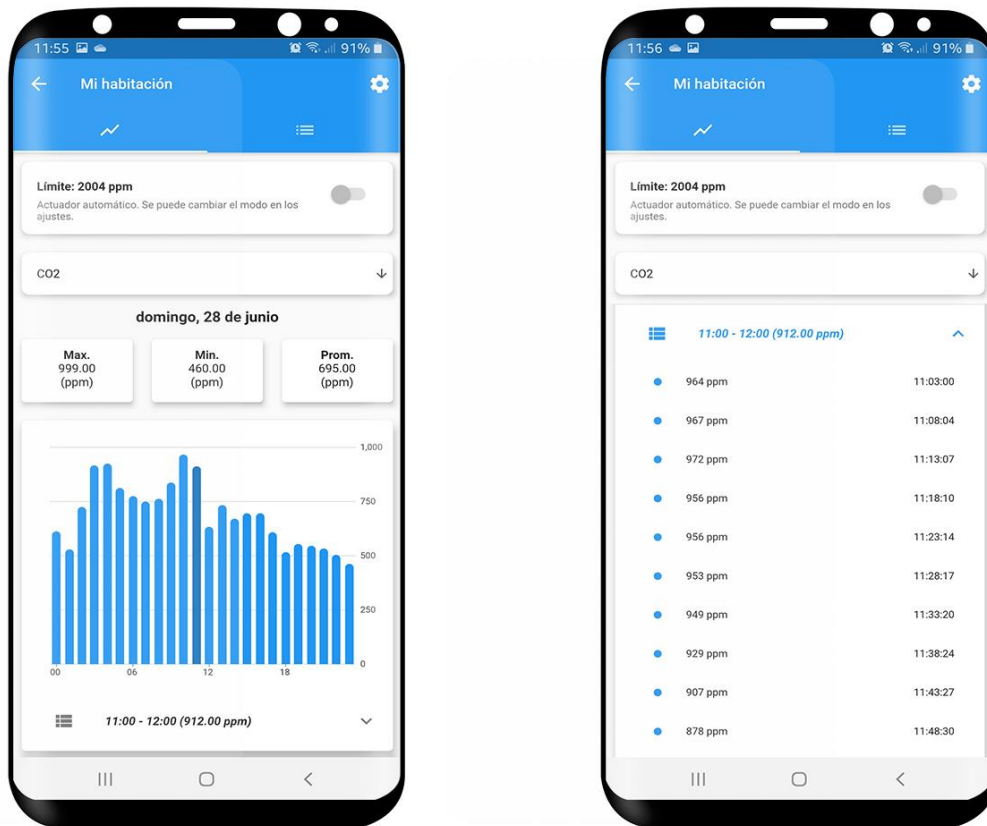 11:55 91%
Mi habitación
Límite: 2004 ppm
Actuador automático. Se puede cambiar el modo en los
ajustes.
CO2
domingo, 28 de junio
Max.
999.00
(ppm)
Min.
460.00
(ppm)
Prom.
695.00
(ppm)
1,000
750
500
250
0
00 06 12 18
11:00 - 12:00 (912.00 ppm)
11:56 91%
Mi habitación
Límite: 2004 ppm
Actuador automático. Se puede cambiar el modo en los
ajustes.
CO2
11:00 - 12:00 (912.00 ppm)
964 ppm 11:03:00
967 ppm 11:08:04
972 ppm 11:13:07
956 ppm 11:18:10
956 ppm 11:23:14
953 ppm 11:28:17
949 ppm 11:33:20
929 ppm 11:38:24
907 ppm 11:43:27
878 ppm 11:48:30